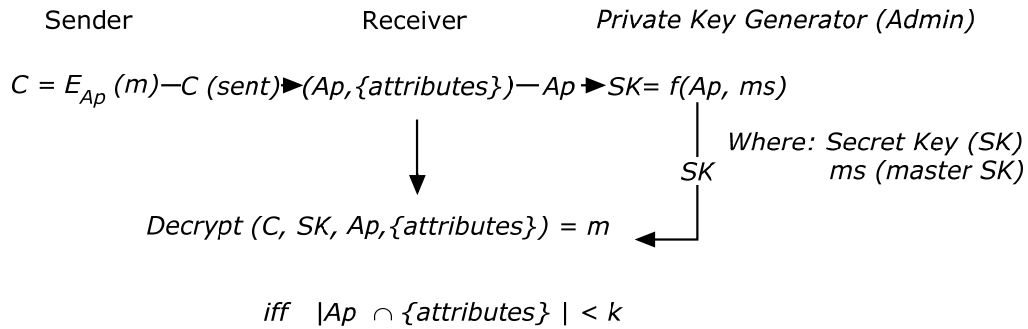 Sender Receiver Private Key Generator (Admin)
C = E_Ap (m) C (sent) (Ap,{attributes}) Ap SK= f(Ap, ms)
Where: Secret Key (SK)
SK ms (master SK)
Decrypt (C, SK, Ap,{attributes}) = m
iff |Ap ∩ {attributes} | < k